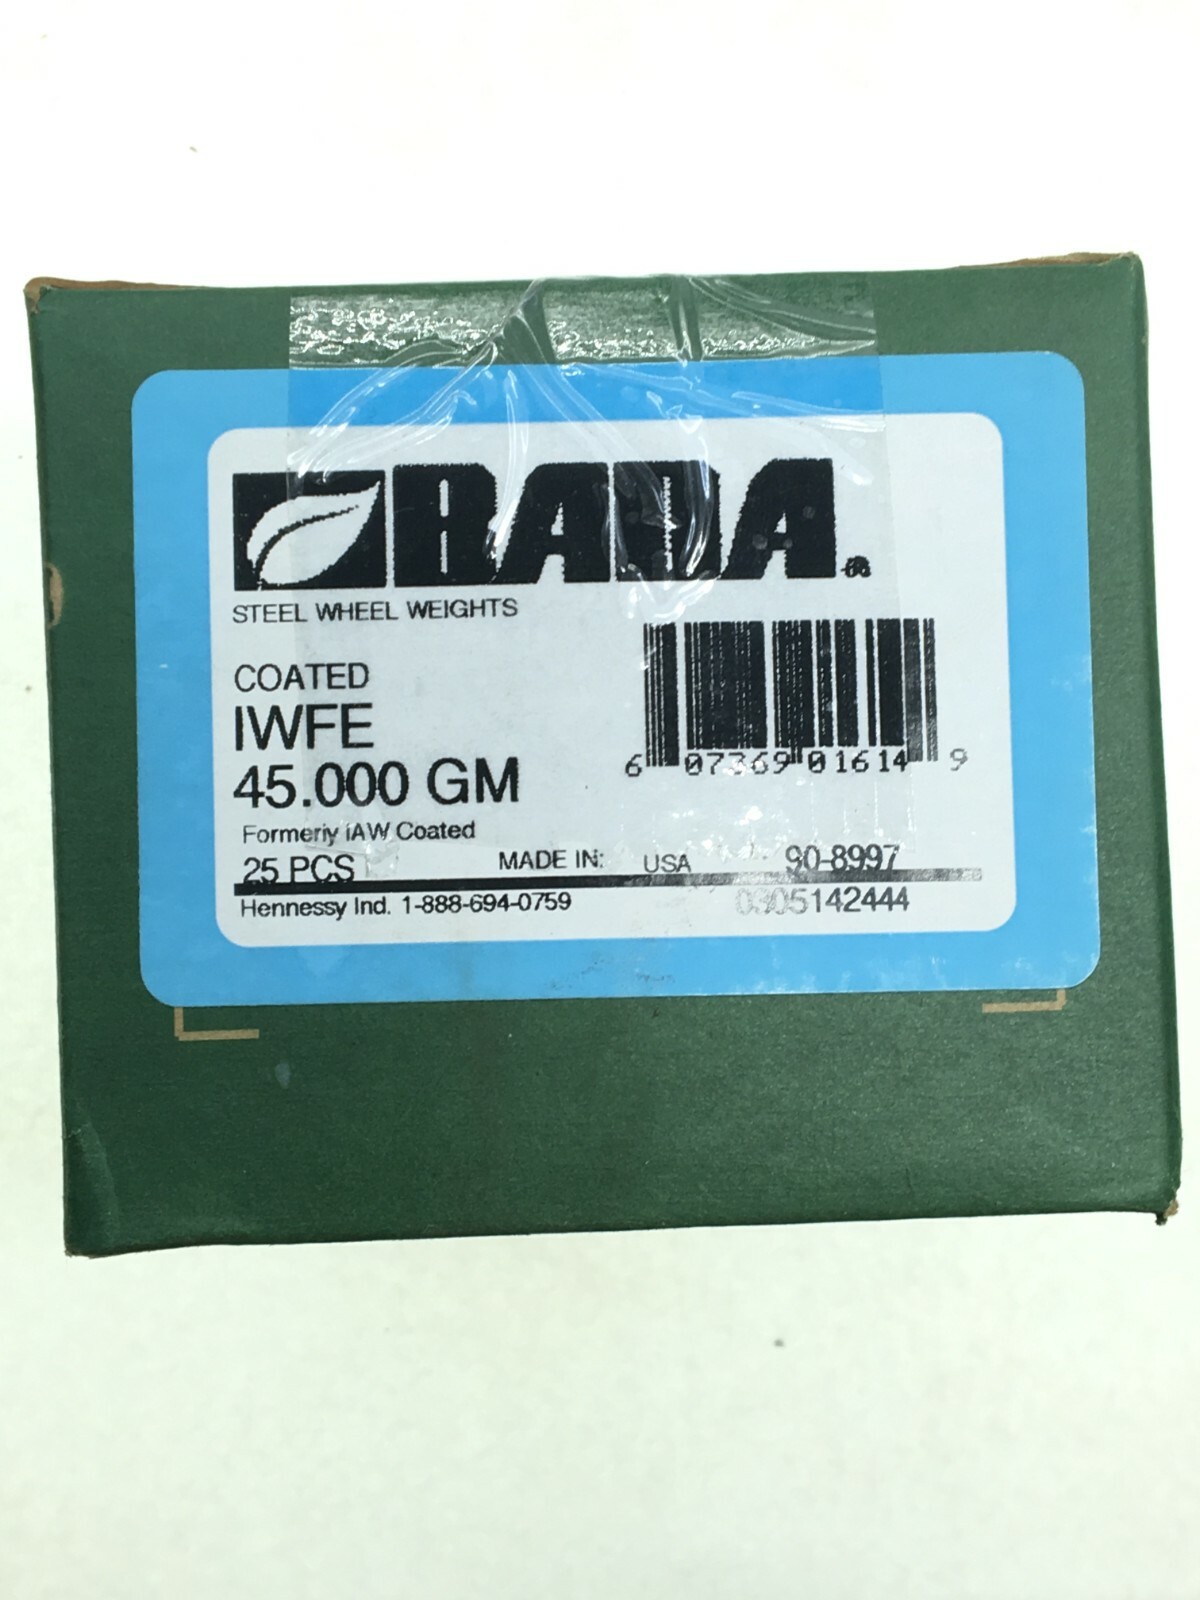 BADA®
STEEL WHEEL WEIGHTS
COATED
IWFE
45.000 GM
6 07369 01614 9
Formerly IAW Coated
25 PCS MADE IN: USA 90-8997
Hennessy Ind. 1-888-694-0759 0305142444